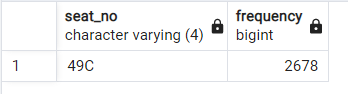 seat_no frequency
character varying (4) bigint
1 49C 2678